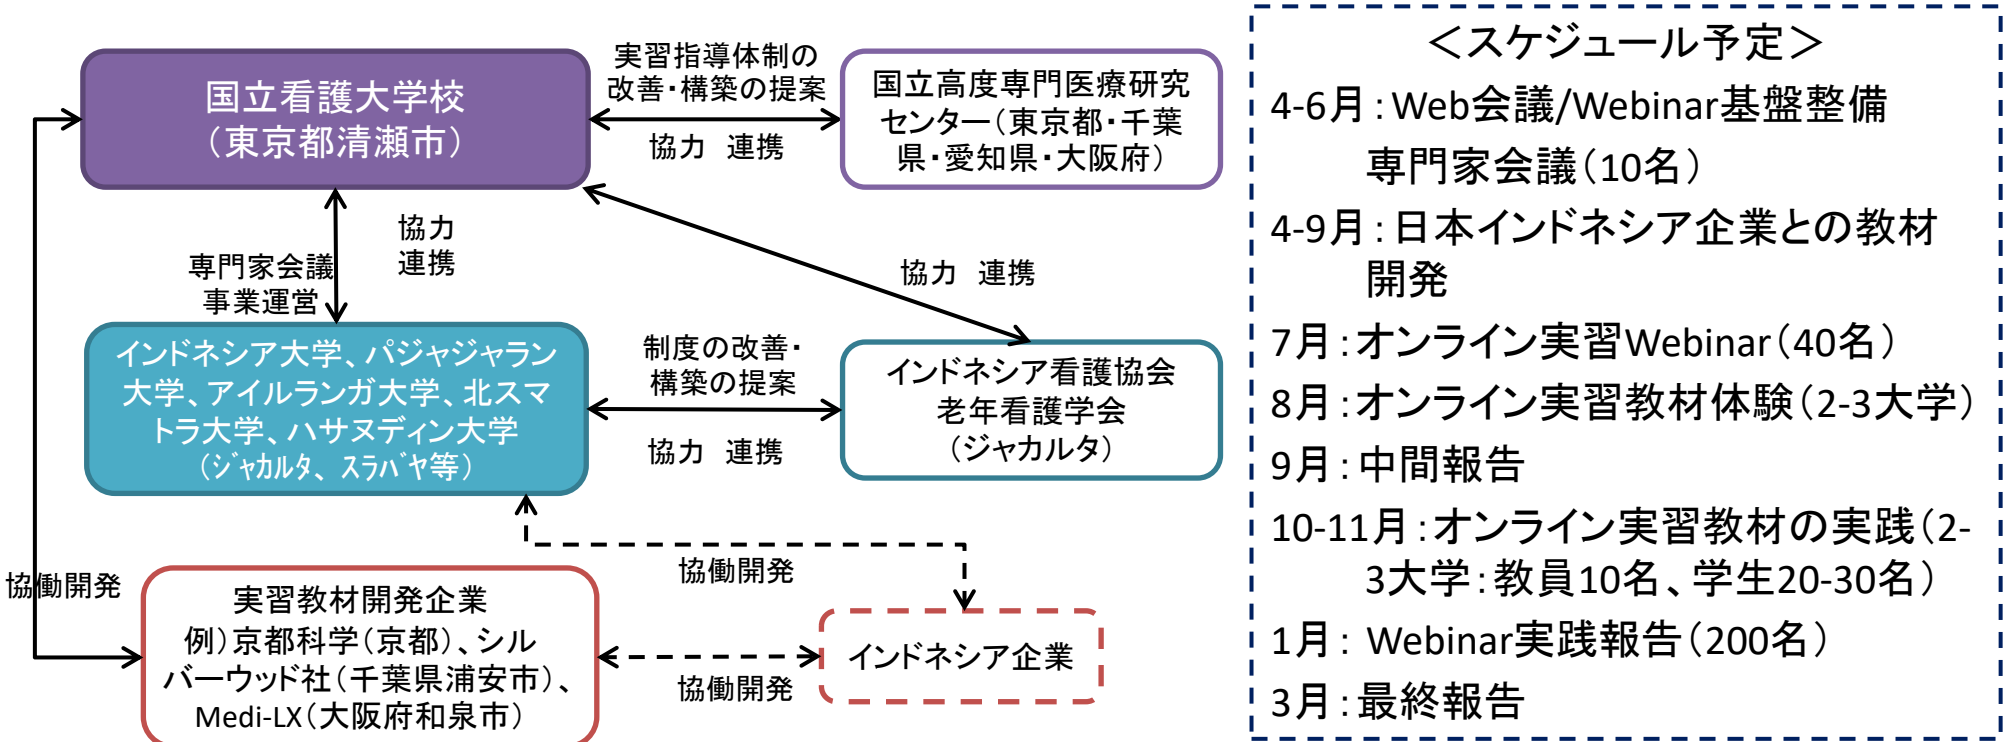 国立看護大学校
（東京都清瀬市）
実習指導体制の
改善・構築の提案
協力　連携
国立高度専門医療研究
センター（東京都・千葉
県・愛知県・大阪府）
協力
連携
専門家会議
事業運営
協力　連携
インドネシア大学、パジャジャラン
大学、アイルランガ大学、北スマ
トラ大学、ハサヌディン大学
（ｼﾞｬｶﾙﾀ、ｽﾗﾊﾞﾔ等）
制度の改善・
構築の提案
協力　連携
インドネシア看護協会
老年看護学会
（ジャカルタ）
協働開発
協働開発
実習教材開発企業
例）京都科学（京都）、シル
バーウッド社（千葉県浦安市）、
Medi-LX（大阪府和泉市）
協働開発
インドネシア企業
＜スケジュール予定＞
4-6月：Web会議/Webinar基盤整備
専門家会議（10名）
4-9月：日本インドネシア企業との教材
開発
7月：オンライン実習Webinar（40名）
8月：オンライン実習教材体験（2-3大学）
9月：中間報告
10-11月：オンライン実習教材の実践（2-
3大学：教員10名、学生20-30名）
1月： Webinar実践報告（200名）
3月：最終報告